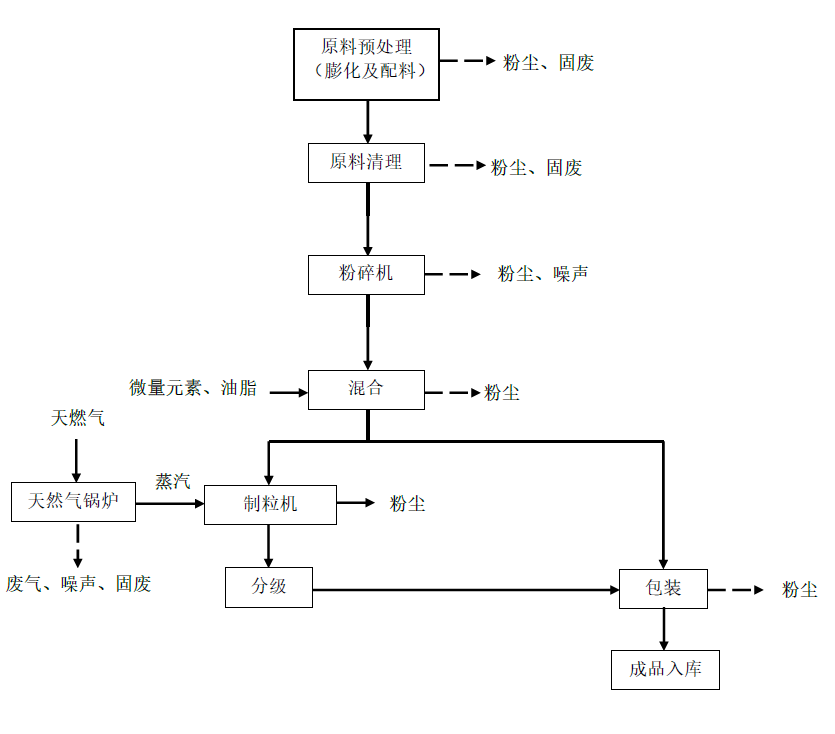 原料预处理
（膨化及配料）
粉尘、固废
原料清理
粉尘、固废
粉碎机
粉尘、噪声
微量元素、油脂
混合
粉尘
天燃气
蒸汽
天然气锅炉
制粒机
粉尘
废气、噪声、固废
分级
包装
粉尘
成品入库